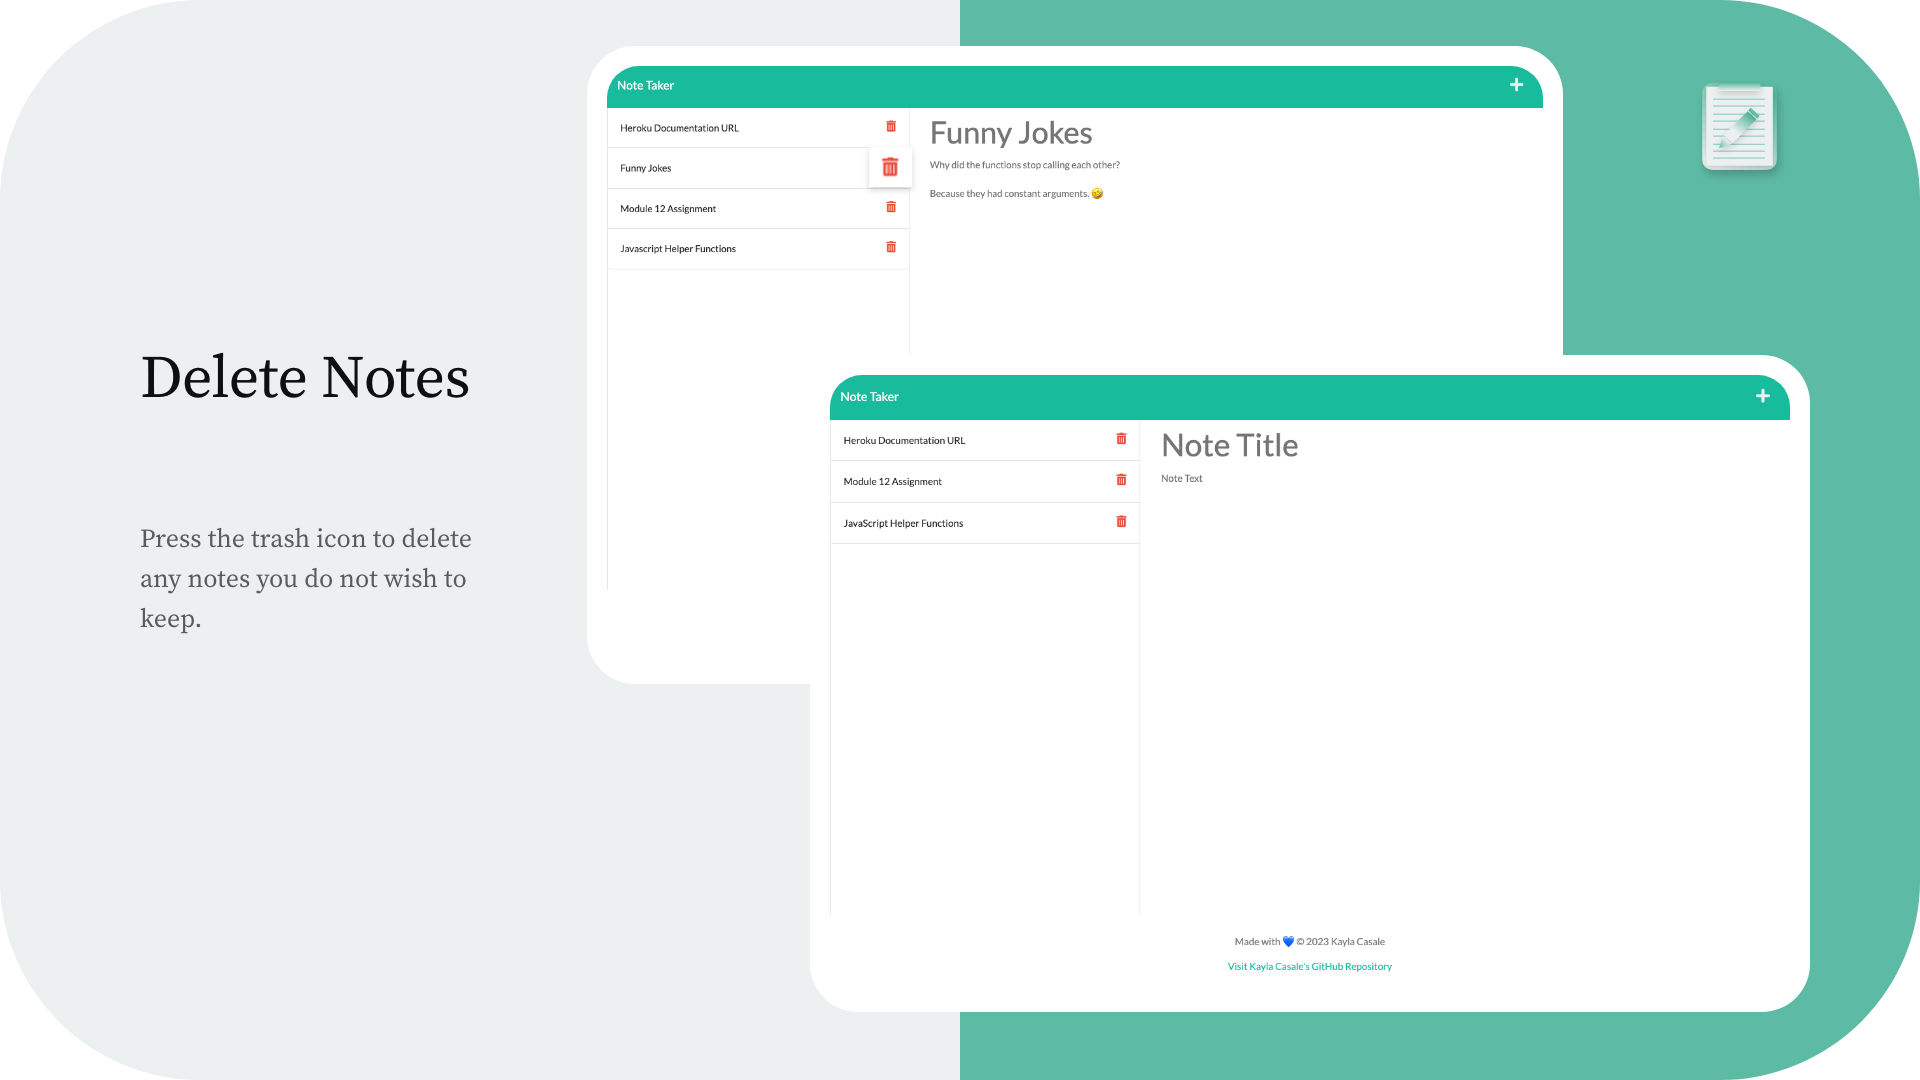 Delete Notes
Press the trash icon to delete
any notes you do not wish to
keep.
Note Taker
Heroku Documentation URL
Funny Jokes
Module 12 Assignment
Javascript Helper Functions
Funny Jokes
Why did the functions stop calling each other?
Because they had constant arguments. 🤣
Note Taker
Heroku Documentation URL
Module 12 Assignment
JavaScript Helper Functions
Note Title
Note Text
Made with 💙 © 2023 Kayla Casale
Visit Kayla Casale's GitHub Repository